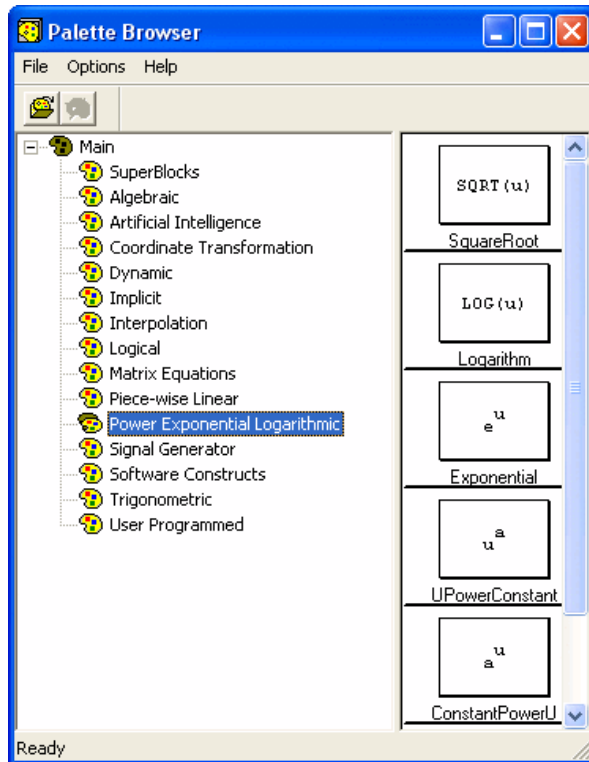 Palette Browser
File Options Help
Main
SuperBlocks
Algebraic
Artificial Intelligence
Coordinate Transformation
Dynamic
Implicit
Interpolation
Logical
Matrix Equations
Piece-wise Linear
Power Exponential Logarithmic
Signal Generator
Software Constructs
Trigonometric
User Programmed
SQRT(u)
SquareRoot
LOG(u)
Logarithm
e^u
Exponential
u^a
UPowerConstant
a^u
ConstantPowerU
Ready